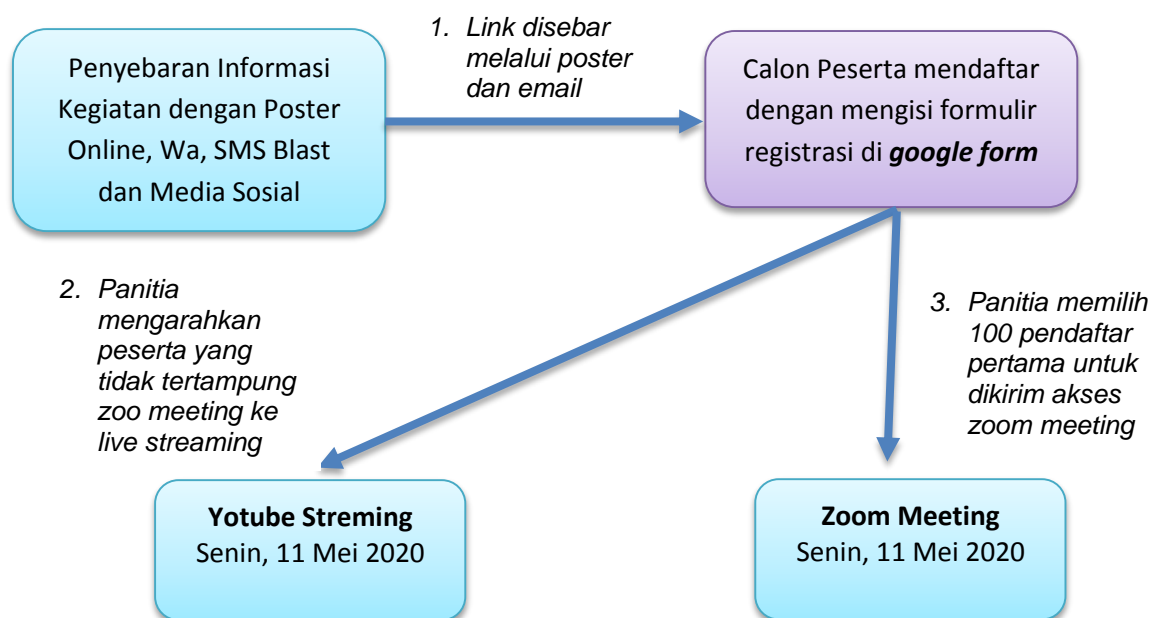 Penyebaran Informasi
Kegiatan dengan Poster
Online, Wa, SMS Blast
dan Media Sosial
1. Link disebar
melalui poster
dan email
Calon Peserta mendaftar
dengan mengisi formulir
registrasi di google form
2. Panitia
mengarahkan
peserta yang
tidak tertampung
zoo meeting ke
live streaming
3. Panitia memilih
100 pendaftar
pertama untuk
dikirim akses
zoom meeting
Yotube Streming
Senin, 11 Mei 2020
Zoom Meeting
Senin, 11 Mei 2020